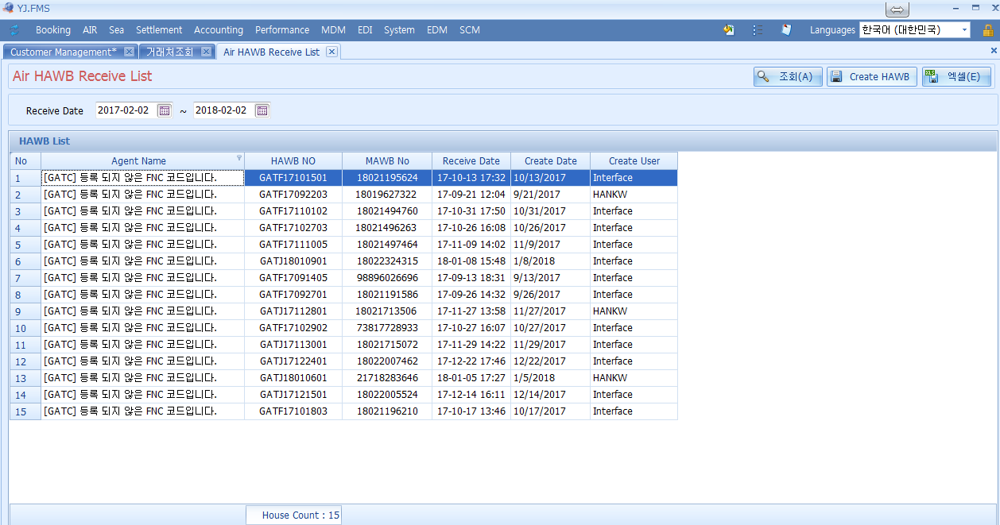 YJ.FMS
Booking AIR Sea Settlement Accounting Performance MDM EDI System EDM SCM Languages 한국어 (대한민국)
Customer Management* 거래처조회 Air HAWB Receive List
Air HAWB Receive List 조회(A) Create HAWB XLS 엑셀(E)
Receive Date 2017-02-02 ~ 2018-02-02
HAWB List
No Agent Name HAWB NO MAWB No Receive Date Create Date Create User
1 [GATC] 등록 되지 않은 FNC 코드입니다. GATF17101501 18021195624 17-10-13 17:32 10/13/2017 Interface
2 [GATC] 등록 되지 않은 FNC 코드입니다. GATF17092203 18019627322 17-09-21 12:04 9/21/2017 HANKW
3 [GATC] 등록 되지 않은 FNC 코드입니다. GATF17110102 18021494760 17-10-31 17:50 10/31/2017 Interface
4 [GATC] 등록 되지 않은 FNC 코드입니다. GATF17102703 18021496263 17-10-26 16:08 10/26/2017 Interface
5 [GATC] 등록 되지 않은 FNC 코드입니다. GATF17111005 18021497464 17-11-09 14:02 11/9/2017 Interface
6 [GATC] 등록 되지 않은 FNC 코드입니다. GATJ18010901 18022324315 18-01-08 15:48 1/8/2018 Interface
7 [GATC] 등록 되지 않은 FNC 코드입니다. GATF17091405 98896026696 17-09-13 18:31 9/13/2017 Interface
8 [GATC] 등록 되지 않은 FNC 코드입니다. GATF17092701 18021191586 17-09-26 14:32 9/26/2017 Interface
9 [GATC] 등록 되지 않은 FNC 코드입니다. GATJ17112801 18021713506 17-11-27 13:58 11/27/2017 HANKW
10 [GATC] 등록 되지 않은 FNC 코드입니다. GATF17102902 73817728933 17-10-27 16:07 10/27/2017 Interface
11 [GATC] 등록 되지 않은 FNC 코드입니다. GATJ17113001 18021715072 17-11-29 14:22 11/29/2017 Interface
12 [GATC] 등록 되지 않은 FNC 코드입니다. GATJ17122401 18022007462 17-12-22 17:46 12/22/2017 Interface
13 [GATC] 등록 되지 않은 FNC 코드입니다. GATJ18010601 21718283646 18-01-05 17:27 1/5/2018 HANKW
14 [GATC] 등록 되지 않은 FNC 코드입니다. GATJ17121501 18022005524 17-12-14 16:11 12/14/2017 Interface
15 [GATC] 등록 되지 않은 FNC 코드입니다. GATF17101803 18021196210 17-10-17 13:46 10/17/2017 Interface
House Count : 15